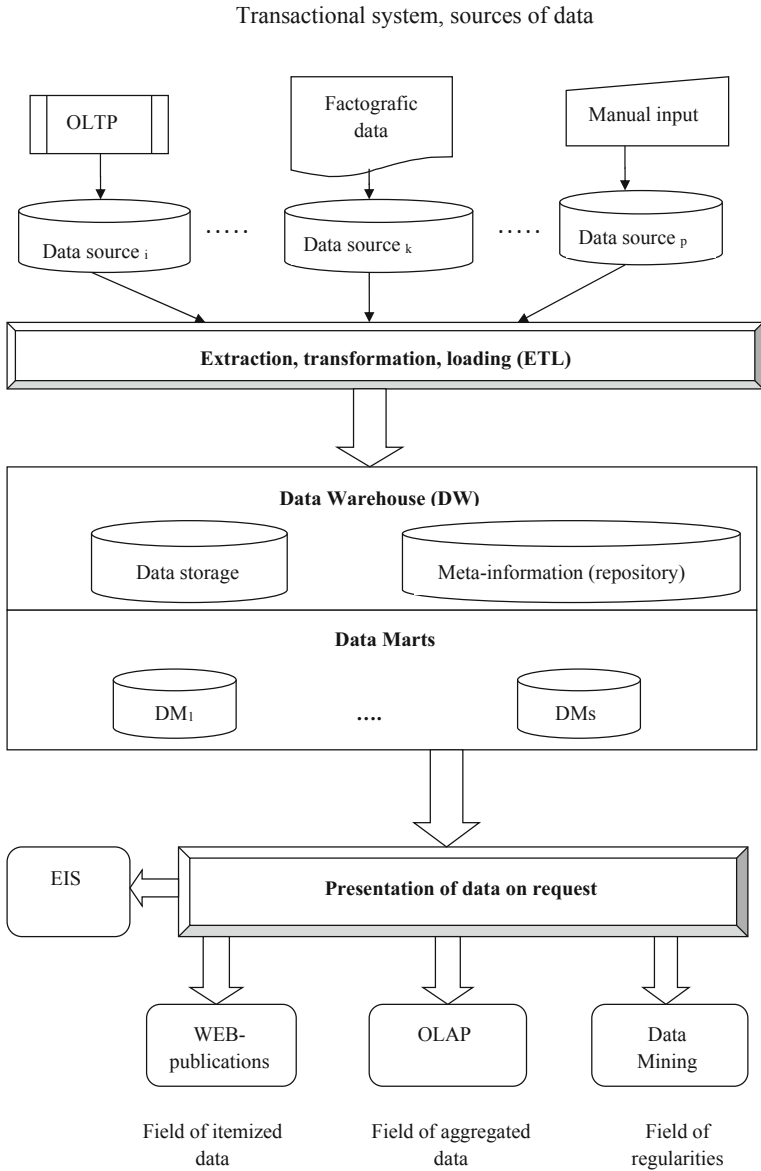 Transactional system, sources of data
OLTP
Factografic
data
Manual input
Data source i
.....
Data source k
.....
Data source p
Extraction, transformation, loading (ETL)
Data Warehouse (DW)
Data storage
Meta-information (repository)
Data Marts
DM1
....
DMs
EIS
Presentation of data on request
WEB-
publications
OLAP
Data
Mining
Field of itemized
data
Field of aggregated
data
Field of
regularities